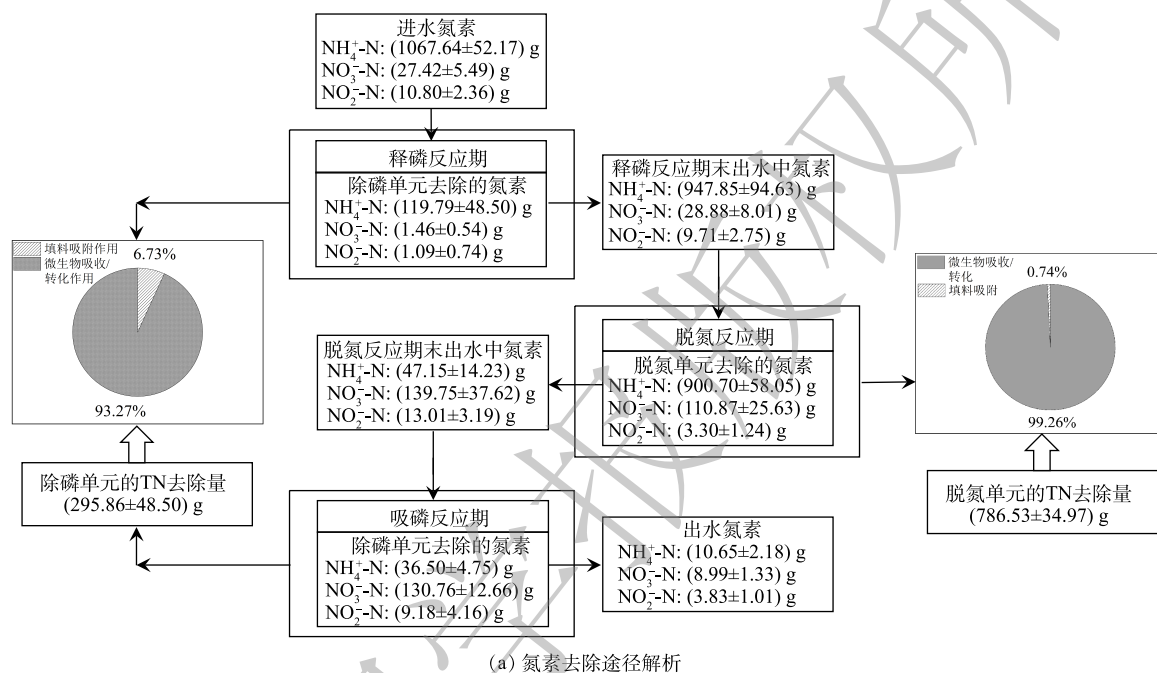 进水氮素
NH₄⁺-N: (1067.64±52.17) g
NO₃⁻-N: (27.42±5.49) g
NO₂⁻-N: (10.80±2.36) g
释磷反应期
除磷单元去除的氮素
NH₄⁺-N: (119.79±48.50) g
NO₃⁻-N: (1.46±0.54) g
NO₂⁻-N: (1.09±0.74) g
释磷反应期末出水中氮素
NH₄⁺-N: (947.85±94.63) g
NO₃⁻-N: (28.88±8.01) g
NO₂⁻-N: (9.71±2.75) g
填料吸附作用
微生物吸收/
转化作用
6.73%
93.27%
除磷单元的TN去除量
(295.86±48.50) g
脱氮反应期末出水中氮素
NH₄⁺-N: (47.15±14.23) g
NO₃⁻-N: (139.75±37.62) g
NO₂⁻-N: (13.01±3.19) g
脱氮反应期
脱氮单元去除的氮素
NH₄⁺-N: (900.70±58.05) g
NO₃⁻-N: (110.87±25.63) g
NO₂⁻-N: (3.30±1.24) g
微生物吸收/
转化
填料吸附
0.74%
99.26%
脱氮单元的TN去除量
(786.53±34.97) g
吸磷反应期
除磷单元去除的氮素
NH₄⁺-N: (36.50±4.75) g
NO₃⁻-N: (130.76±12.66) g
NO₂⁻-N: (9.18±4.16) g
出水氮素
NH₄⁺-N: (10.65±2.18) g
NO₃⁻-N: (8.99±1.33) g
NO₂⁻-N: (3.83±1.01) g
(a) 氮素去除途径解析
学报版权所